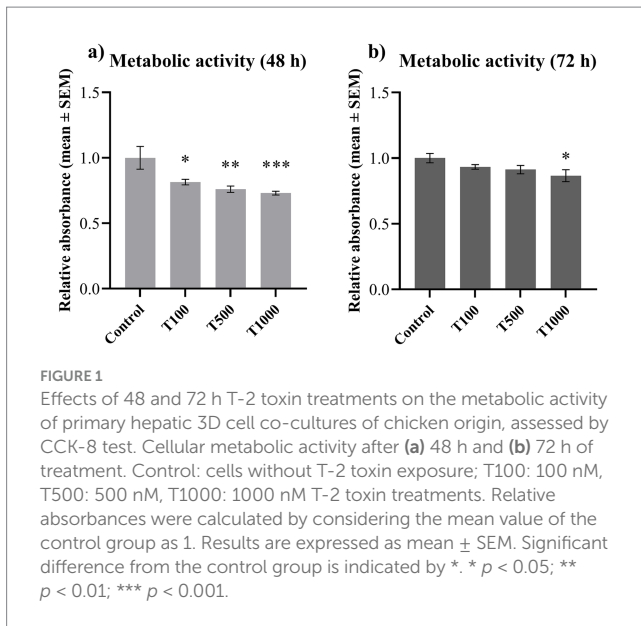 a)
Metabolic activity (48 h)
Relative absorbance (mean ± SEM)
1.5
1.0
0.5
0.0
*
**
***
Control
T100
T500
T1000
b)
Metabolic activity (72 h)
Relative absorbance (mean ± SEM)
1.5
1.0
0.5
0.0
*
Control
T100
T500
T1000
FIGURE 1
Effects of 48 and 72 h T-2 toxin treatments on the metabolic activity
of primary hepatic 3D cell co-cultures of chicken origin, assessed by
CCK-8 test. Cellular metabolic activity after (a) 48 h and (b) 72 h of
treatment. Control: cells without T-2 toxin exposure; T100: 100 nM,
T500: 500 nM, T1000: 1000 nM T-2 toxin treatments. Relative
absorbances were calculated by considering the mean value of the
control group as 1. Results are expressed as mean ± SEM. Significant
difference from the control group is indicated by *. * p < 0.05; **
p < 0.01; *** p < 0.001.